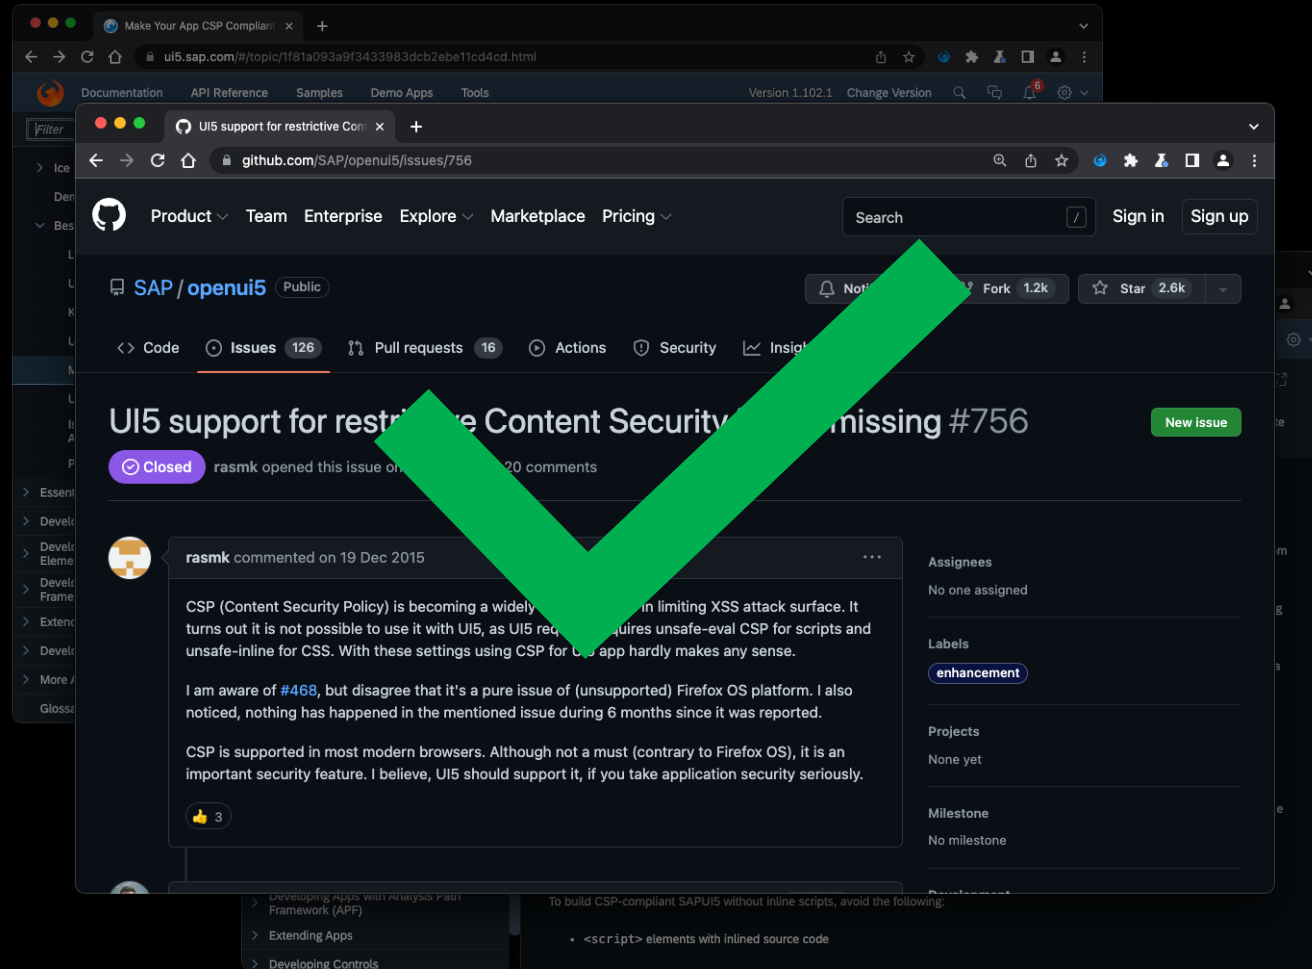 Make Your App CSP Compliant
ui5.sap.com/#/topic/1f81a093a9f3433983dcb2ebe11cd4cd.html
Documentation API Reference Samples Demo Apps Tools Version 1.102.1 Change Version 6
Filter
Ice
Bes
Essent
Glossa
UI5 support for restrictive Cont
github.com/SAP/openui5/issues/756
Product Team Enterprise Explore Marketplace Pricing Search / Sign in Sign up
SAP / openui5 Public Fork 1.2k Star 2.6k
Code Issues 126 Pull requests 16 Actions Security Insigh
UI5 support for Content Security missing #756
New issue
Closed rasmk opened this issue on 20 comments
rasmk commented on 19 Dec 2015 ...
CSP (Content Security Policy) is becoming a widely in limiting XSS attack surface. It
turns out it is not possible to use it with UI5, as UI5 unsafe-eval CSP for scripts and
unsafe-inline for CSS. With these settings using CSP for app hardly makes any sense.
I am aware of #468, but disagree that it's a pure issue of (unsupported) Firefox OS platform. I also
noticed, nothing has happened in the mentioned issue during 6 months since it was reported.
CSP is supported in most modern browsers. Although not a must (contrary to Firefox OS), it is an
important security feature. I believe, UI5 should support it, if you take application security seriously.
👍 3
Assignees
No one assigned
Labels
enhancement
Projects
None yet
Milestone
No milestone
Developing Apps with Analysis Path
Framework (APF)
Extending Apps
Developing Controls
To build CSP-compliant SAPUI5 without inline scripts, avoid the following:
• <script> elements with inlined source code